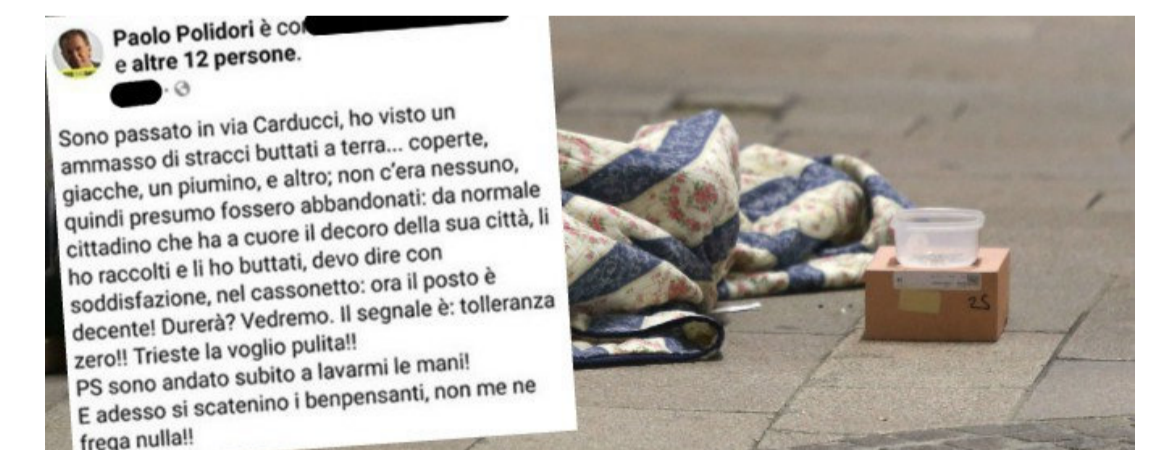 Paolo Polidori è con
e altre 12 persone.
Sono passato in via Carducci, ho visto un
ammasso di stracci buttati a terra... coperte,
giacche, un piumino, e altro; non c'era nessuno,
quindi presumo fossero abbandonati: da normale
cittadino che ha a cuore il decoro della sua città, li
ho raccolti e li ho buttati, devo dire con
soddisfazione, nel cassonetto: ora il posto è
decente! Durerà? Vedremo. Il segnale è: tolleranza
zero!! Trieste la voglio pulita!!
PS sono andato subito a lavarmi le mani!
E adesso si scatenino i benpensanti, non me ne
frega nulla!!
25